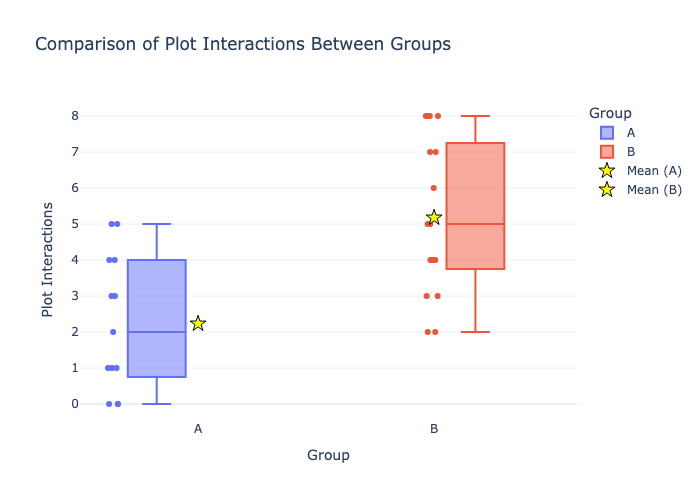 Comparison of Plot Interactions Between Groups
Plot Interactions
8
7
6
5
4
3
2
1
0
A
B
Group
Group
A
B
Mean (A)
Mean (B)